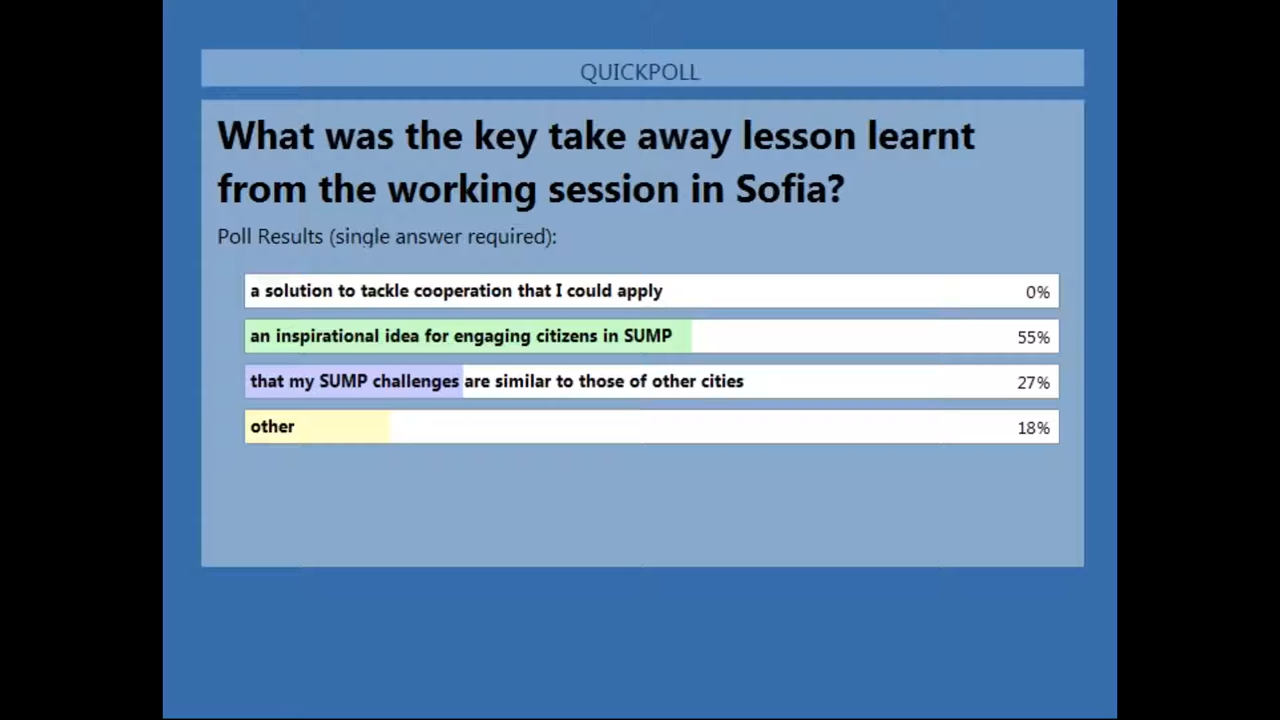 QUICKPOLL
What was the key take away lesson learnt
from the working session in Sofia?
Poll Results (single answer required):
a solution to tackle cooperation that I could apply 0%
an inspirational idea for engaging citizens in SUMP 55%
that my SUMP challenges are similar to those of other cities 27%
other 18%